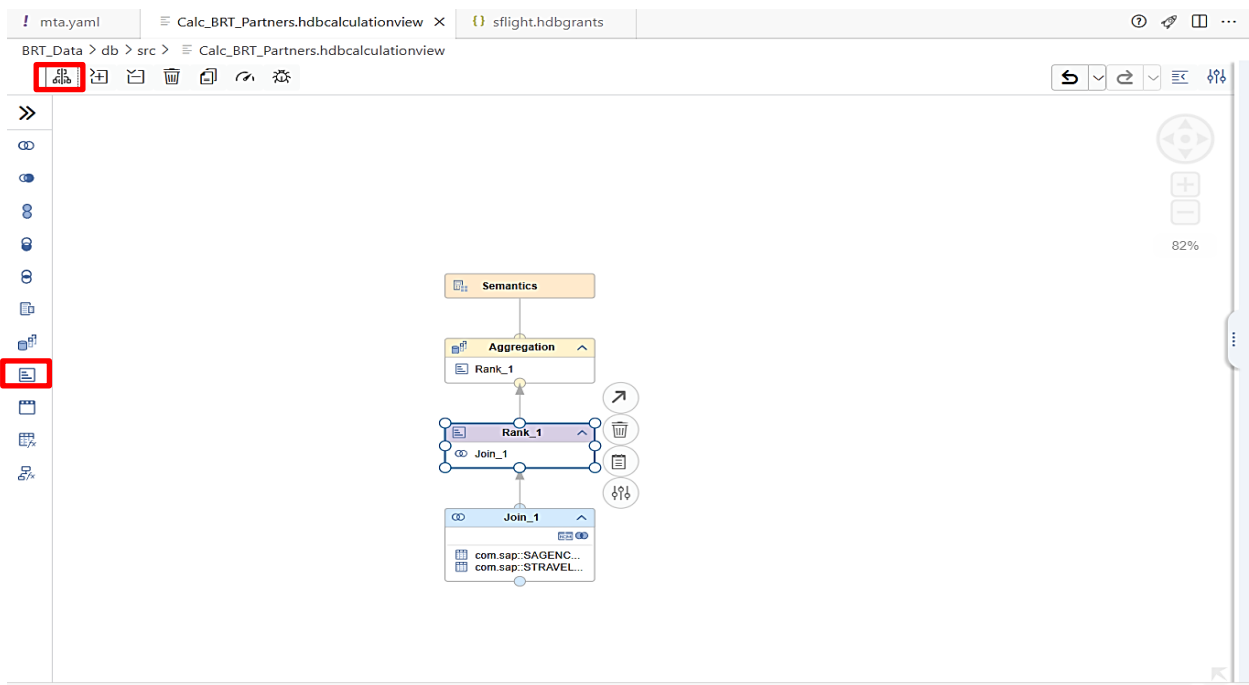 ! mta.yaml
Calc_BRT_Partners.hdbcalculationview ×
{} sflight.hdbgrants
BRT_Data > db > src > Calc_BRT_Partners.hdbcalculationview
82%
Semantics
Aggregation
Rank_1
Rank_1
Join_1
Join_1
com.sap::SAGENC...
com.sap::STRAVEL...